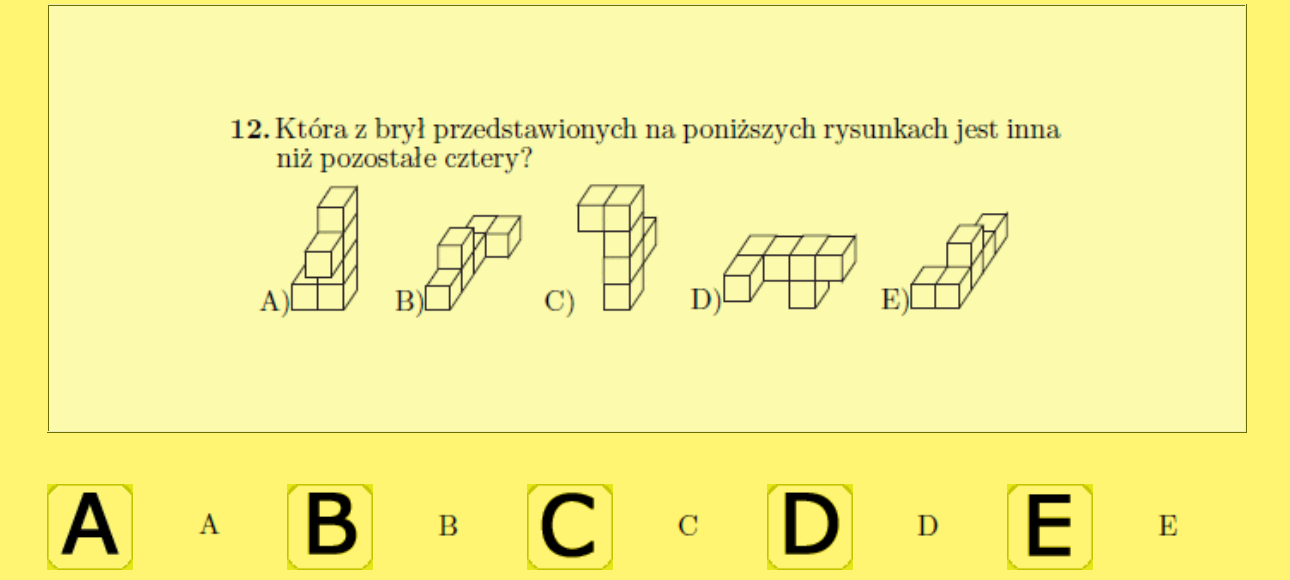 12. Która z brył przedstawionych na poniższych rysunkach jest inna
niż pozostałe cztery?
A) B) C) D) E)
A A B B C C D D E E